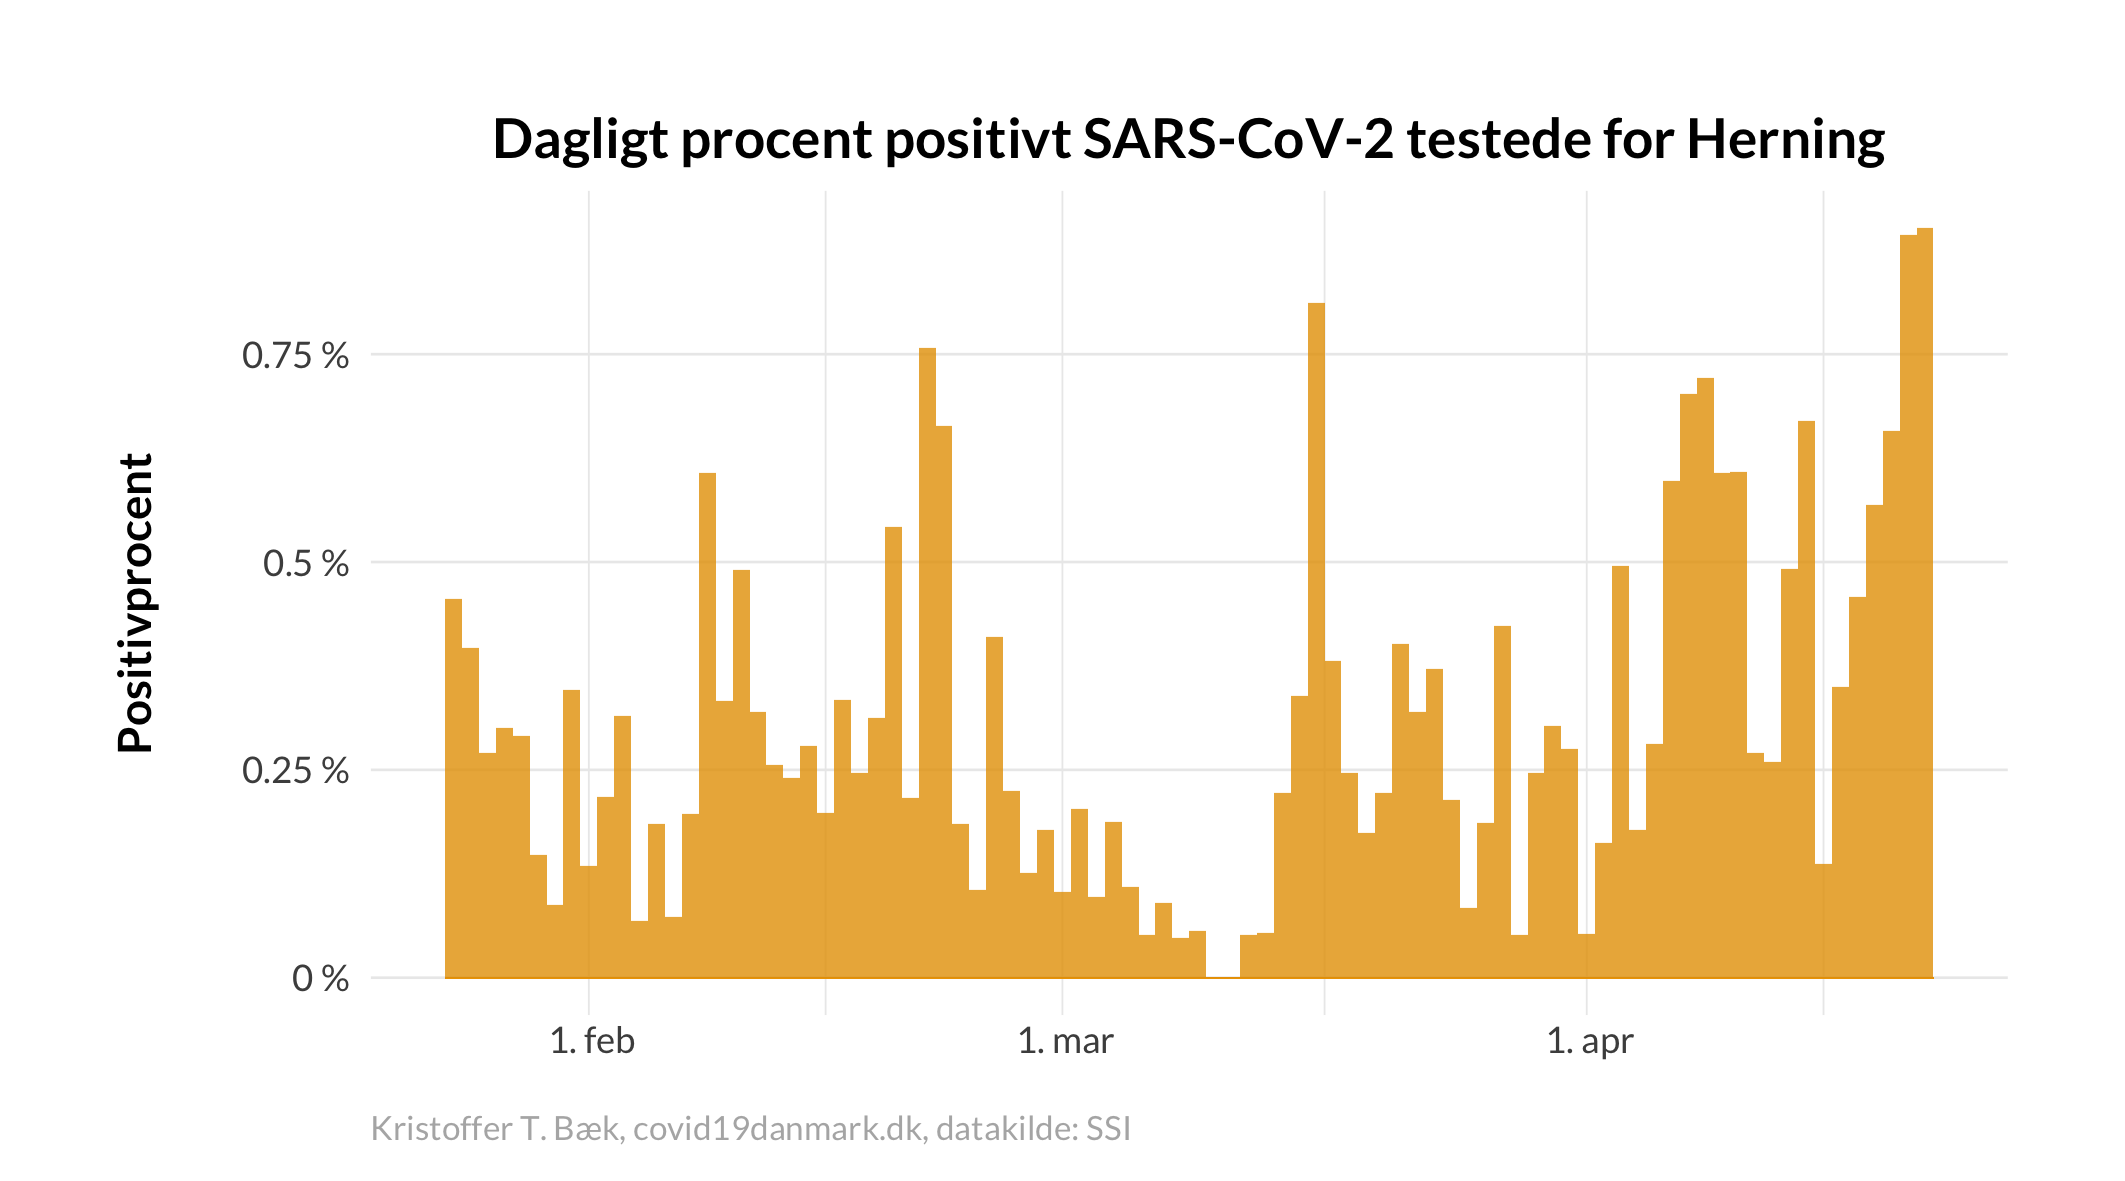 Dagligt procent positivt SARS-CoV-2 testede for Herning
Positivprocent
0.75 %
0.5 %
0.25 %
0 %
1. feb
1. mar
1. apr
Kristoffer T. Bæk, covid19danmark.dk, datakilde: SSI